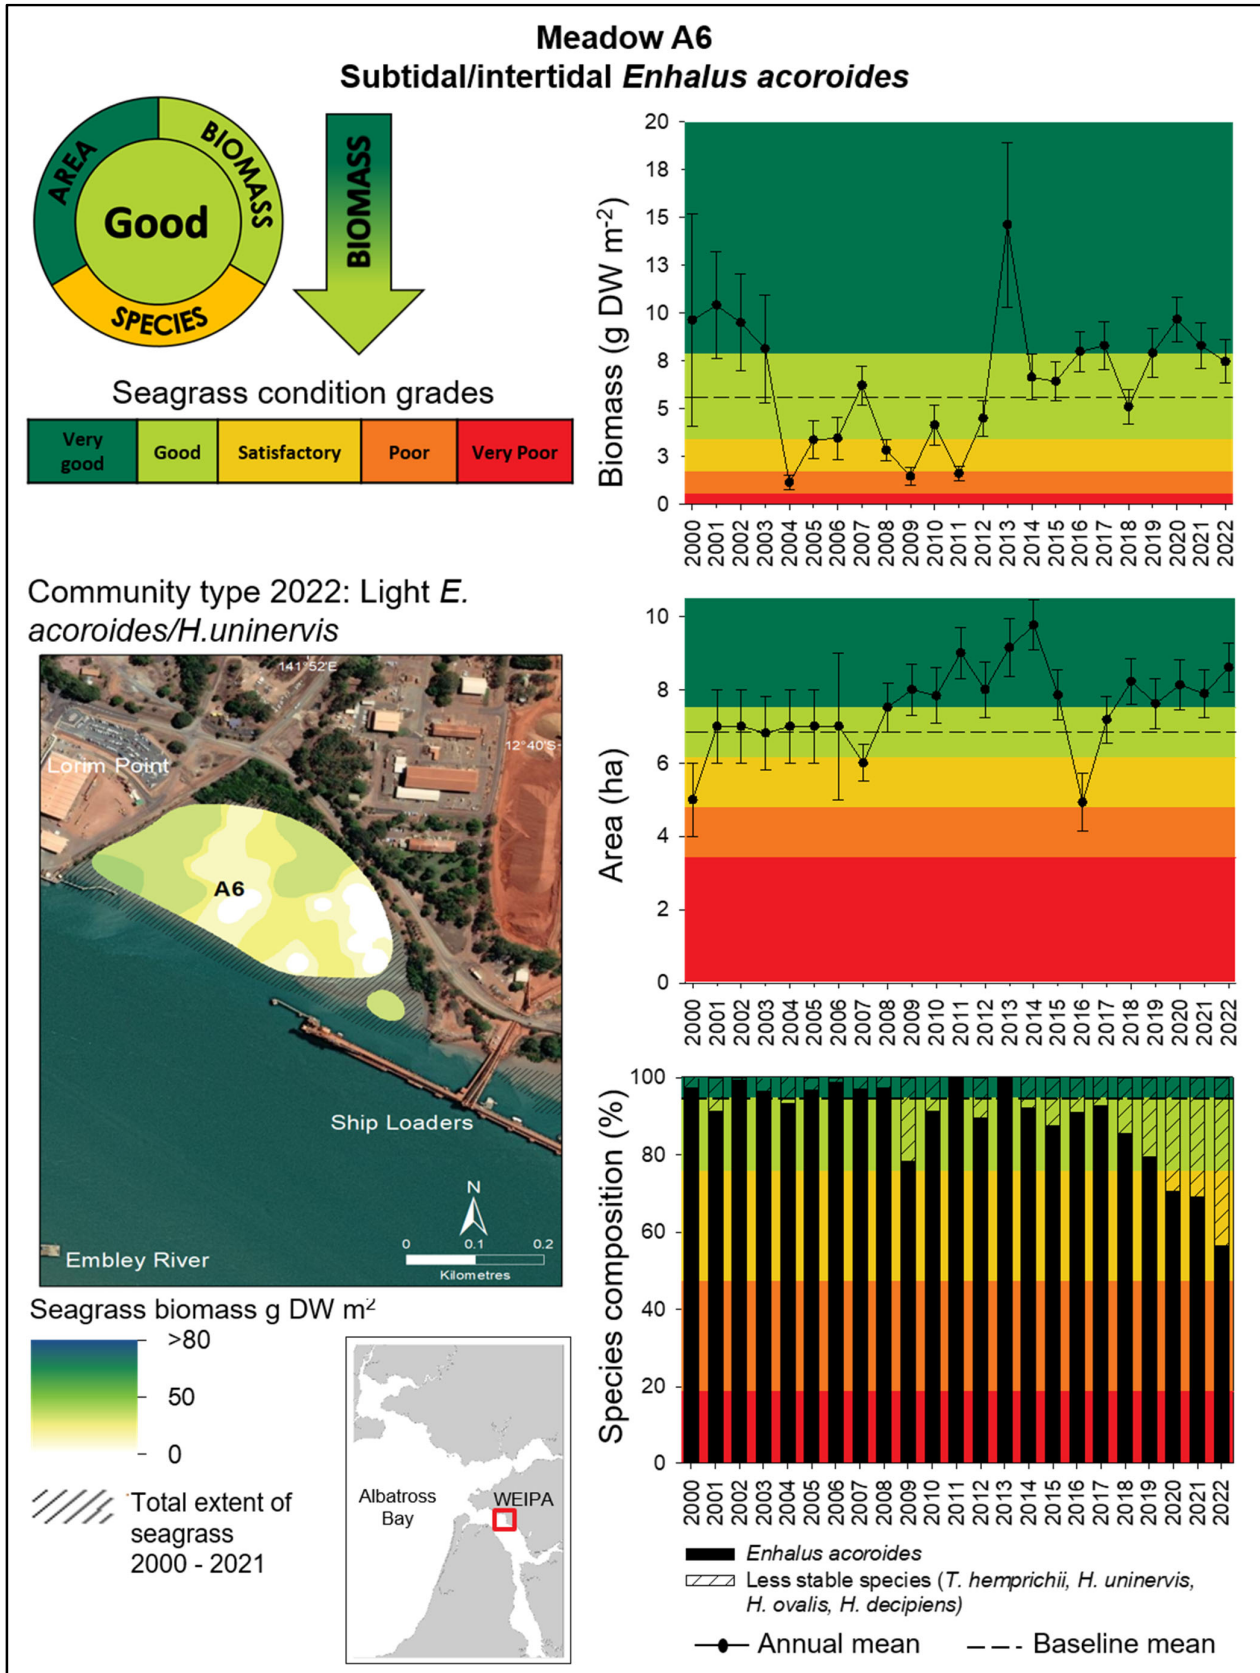 Meadow A6
Subtidal/intertidal Enhalus acoroides
AREA
BIOMASS
Good
SPECIES
BIOMASS
Seagrass condition grades
Very good
Good
Satisfactory
Poor
Very Poor
Biomass (g DW m-2)
20
18
15
13
10
8
5
3
0
2000 2001 2002 2003 2004 2005 2006 2007 2008 2009 2010 2011 2012 2013 2014 2015 2016 2017 2018 2019 2020 2021 2022
Community type 2022: Light E.
acoroides/H.uninervis
141°52'E
12°40'S
Lorim Point
A6
Ship Loaders
N
0 0.1 0.2
Kilometres
Embley River
Area (ha)
10
8
6
4
2
0
2000 2001 2002 2003 2004 2005 2006 2007 2008 2009 2010 2011 2012 2013 2014 2015 2016 2017 2018 2019 2020 2021 2022
Seagrass biomass g DW m²
>80
50
0
Total extent of
seagrass
2000 - 2021
Albatross
Bay
WEIPA
Species composition (%)
100
80
60
40
20
0
2000 2001 2002 2003 2004 2005 2006 2007 2008 2009 2010 2011 2012 2013 2014 2015 2016 2017 2018 2019 2020 2021 2022
Enhalus acoroides
Less stable species (T. hemprichii, H. uninervis,
H. ovalis, H. decipiens)
Annual mean
Baseline mean